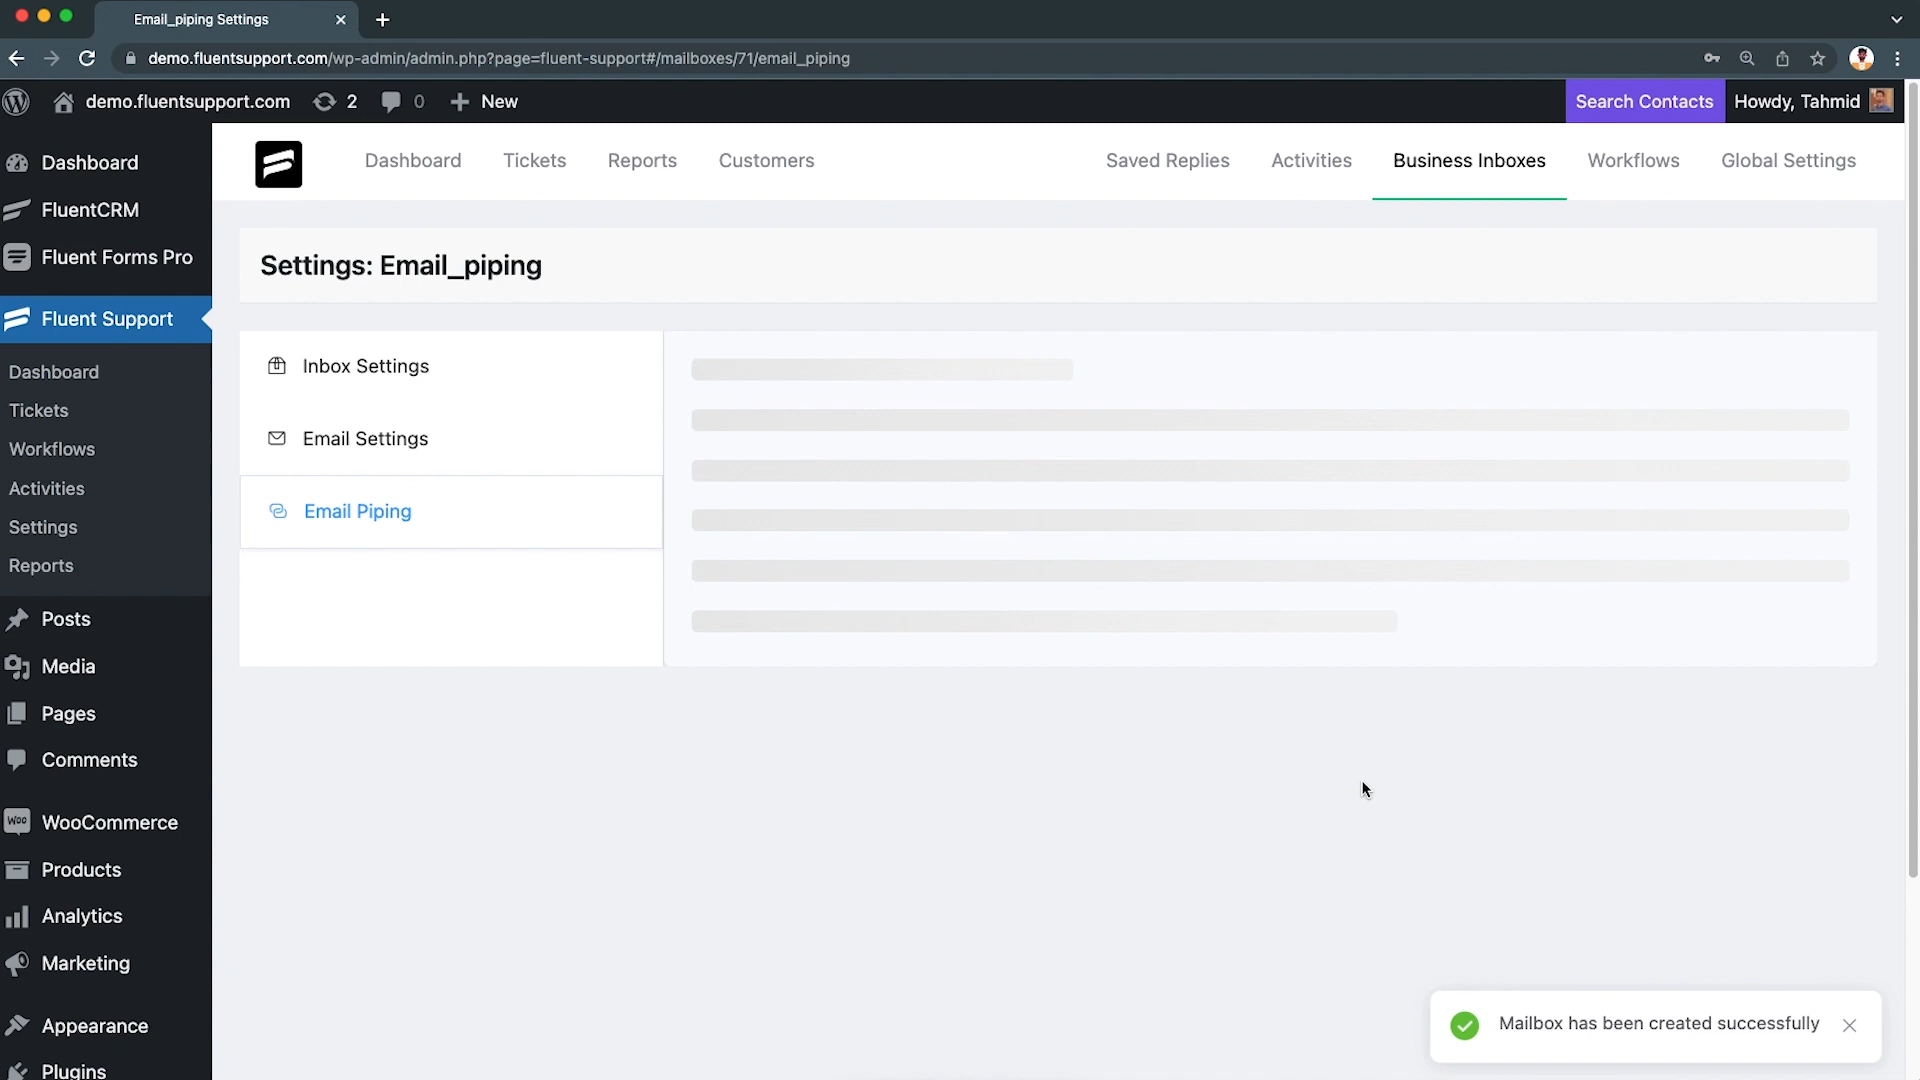 Email_piping Settings
demo.fluentsupport.com/wp-admin/admin.php?page=fluent-support#/mailboxes/71/email_piping
demo.fluentsupport.com 2 0 New
Search Contacts Howdy, Tahmid
Dashboard
FluentCRM
Fluent Forms Pro
Fluent Support
Dashboard
Tickets
Workflows
Activities
Settings
Reports
Posts
Media
Pages
Comments
Woo WooCommerce
Products
Analytics
Marketing
Appearance
Plugins
Dashboard Tickets Reports Customers
Saved Replies Activities Business Inboxes Workflows Global Settings
Settings: Email_piping
Inbox Settings
Email Settings
Email Piping
Mailbox has been created successfully